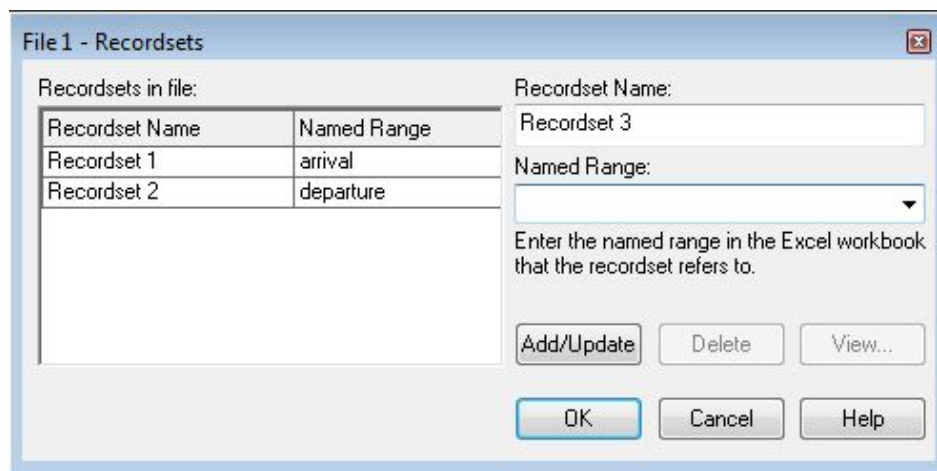 File 1 - Recordsets
Recordsets in file:
Recordset Name Named Range
Recordset 1 arrival
Recordset 2 departure
Recordset Name:
Recordset 3
Named Range:
Enter the named range in the Excel workbook
that the recordset refers to.
Add/Update Delete View...
OK Cancel Help